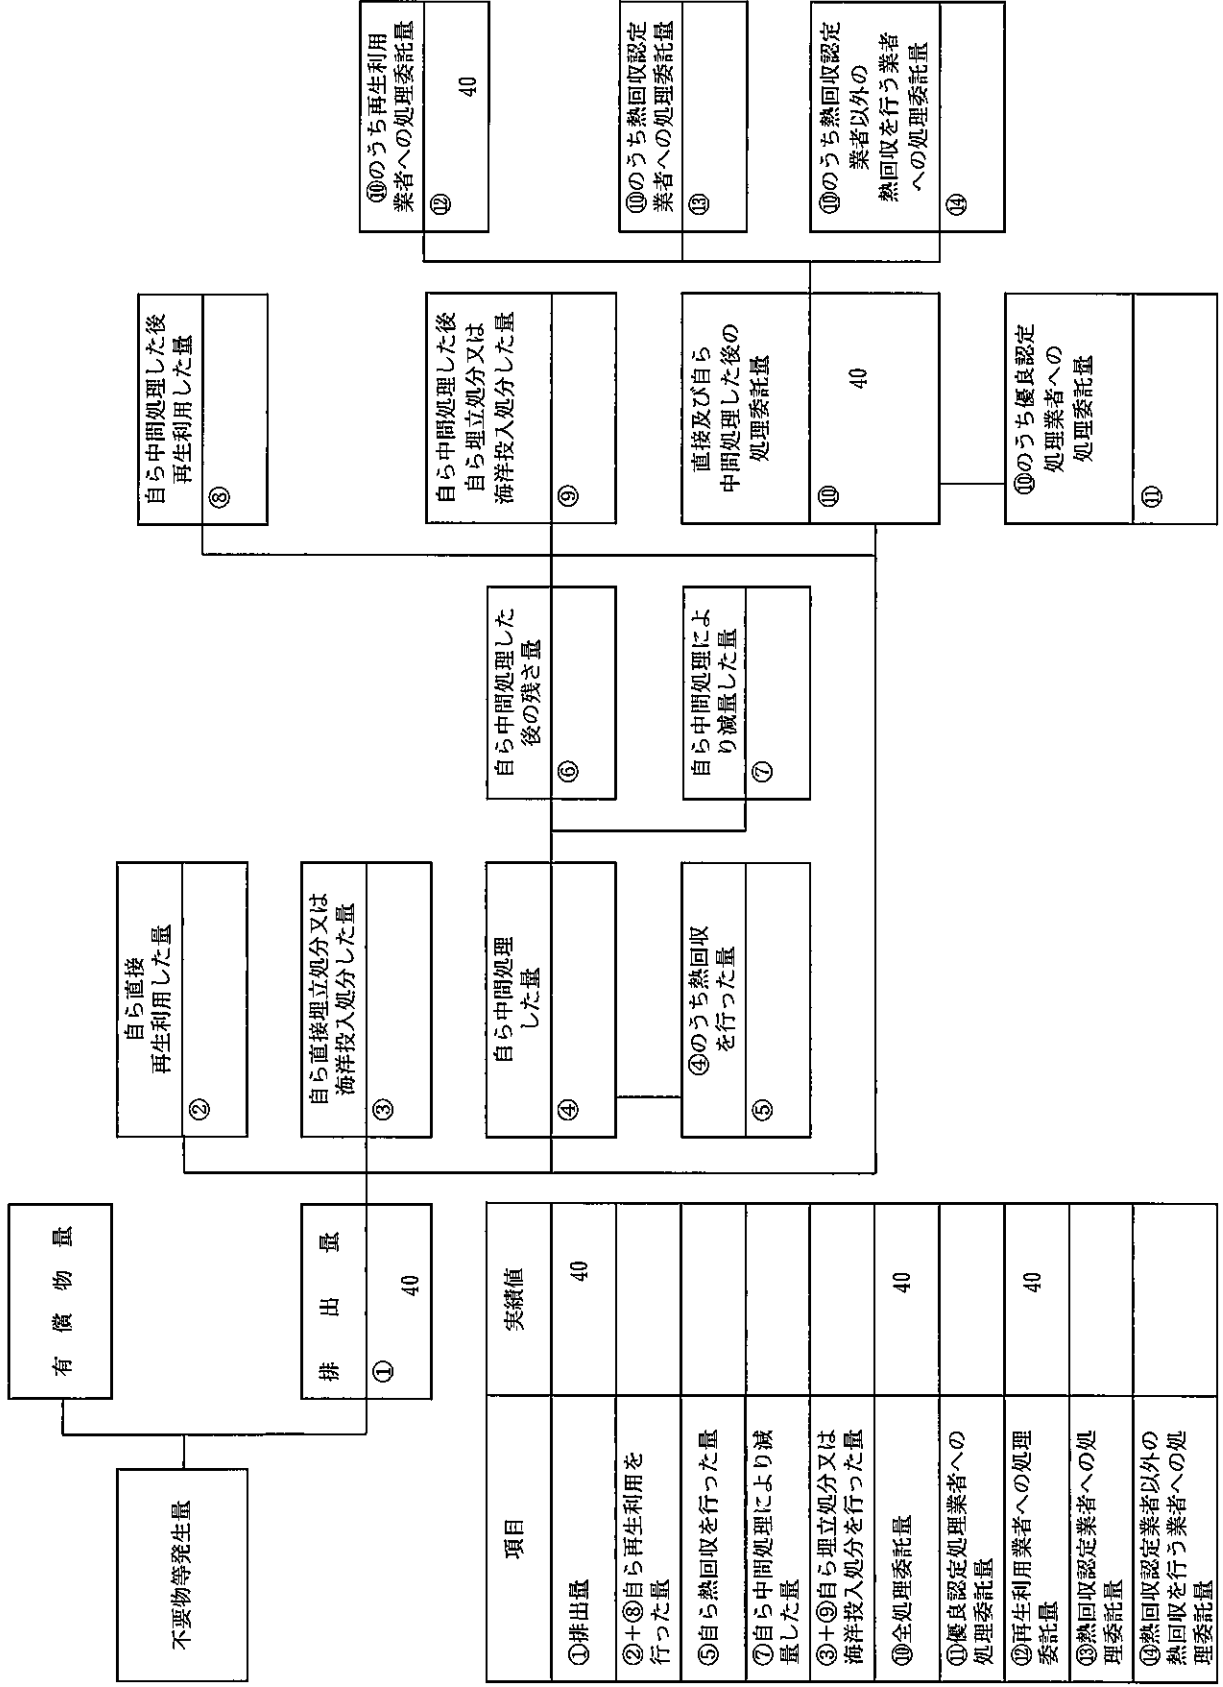 不要物等発生量
有償物量
排出量
①
40
自ら直接
再生利用した量
②
自ら直接埋立処分又は
海洋投入処分した量
③
自ら中間処理
した量
④
④のうち熱回収
を行った量
⑤
自ら中間処理した
後の残さ量
⑥
自ら中間処理によ
り減量した量
⑦
自ら中間処理した後
再生利用した量
⑧
自ら中間処理した後
自ら埋立処分又は
海洋投入処分した量
⑨
直接及び自ら
中間処理した後の
処理委託量
⑩
40
⑩のうち優良認定
処理業者への
処理委託量
⑪
⑩のうち再生利用
業者への処理委託量
⑫
40
⑩のうち熱回収認定
業者への処理委託量
⑬
⑩のうち熱回収認定
業者以外の
熱回収を行う業者
への処理委託量
⑭
項目 実績値
①排出量 40
②+⑧自ら再生利用を
行った量
⑤自ら熱回収を行った量
⑦自ら中間処理により減
量した量
③+⑨自ら埋立処分又は
海洋投入処分を行った量
⑩全処理委託量 40
⑪優良認定処理業者への
処理委託量
⑫再生利用業者への処理
委託量 40
⑬熱回収認定業者への処
理委託量
⑭熱回収認定業者以外の
熱回収を行う業者への処
理委託量